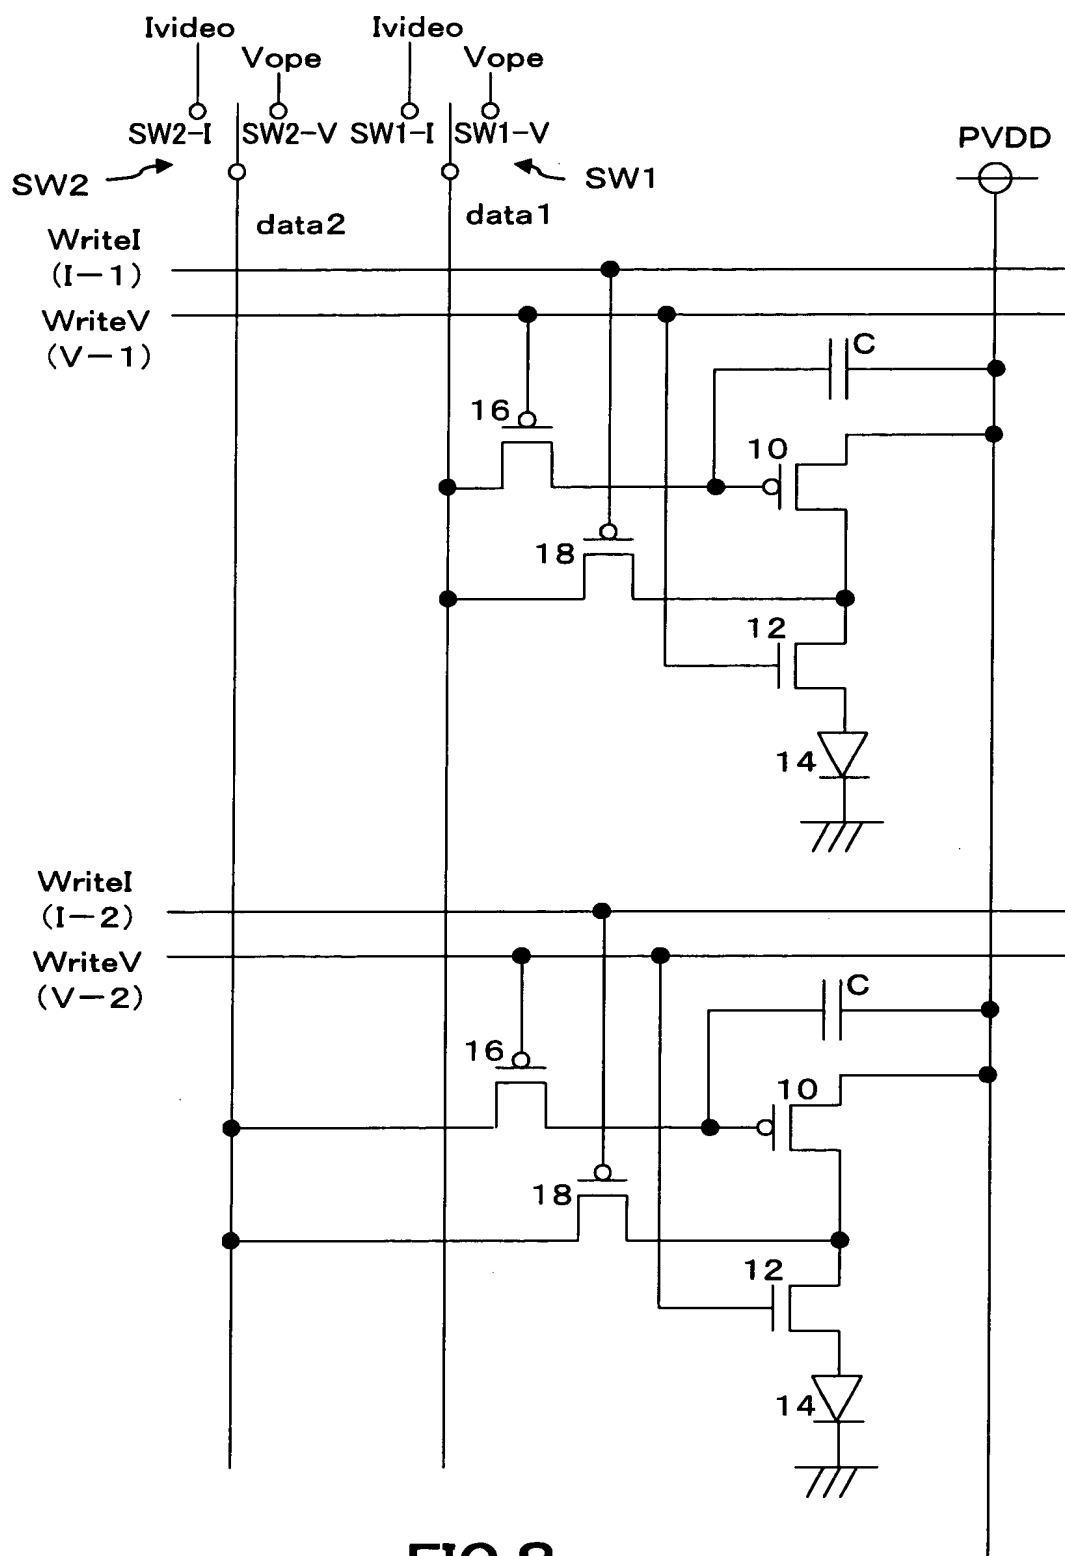 Ivideo Ivideo
Vope Vope
SW2-I SW2-V SW1-I SW1-V PVDD
SW2 SW1
data2 data1
WriteI
(I-1)
WriteV
(V-1)
C
16
10
18
12
14
WriteI
(I-2)
WriteV
(V-2)
C
16
10
18
12
14